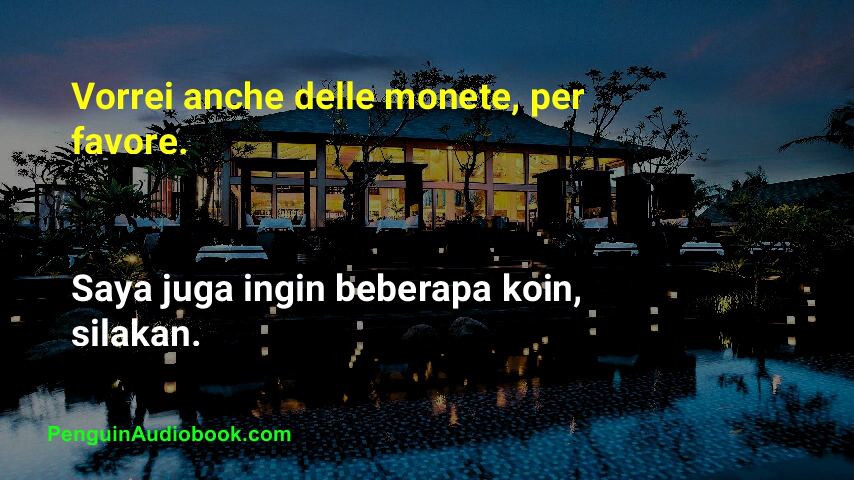 Vorrei anche delle monete, per
favore.
Saya juga ingin beberapa koin,
silakan.
PenguinAudiobook.com